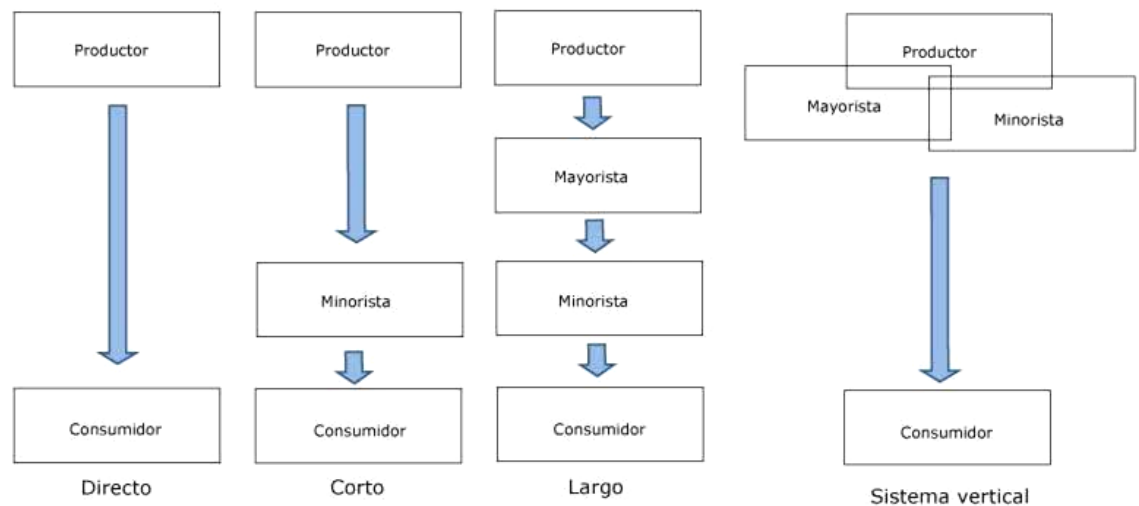 Productor
Consumidor
Directo
Productor
Minorista
Consumidor
Corto
Productor
Mayorista
Minorista
Consumidor
Largo
Productor
Mayorista
Minorista
Consumidor
Sistema vertical